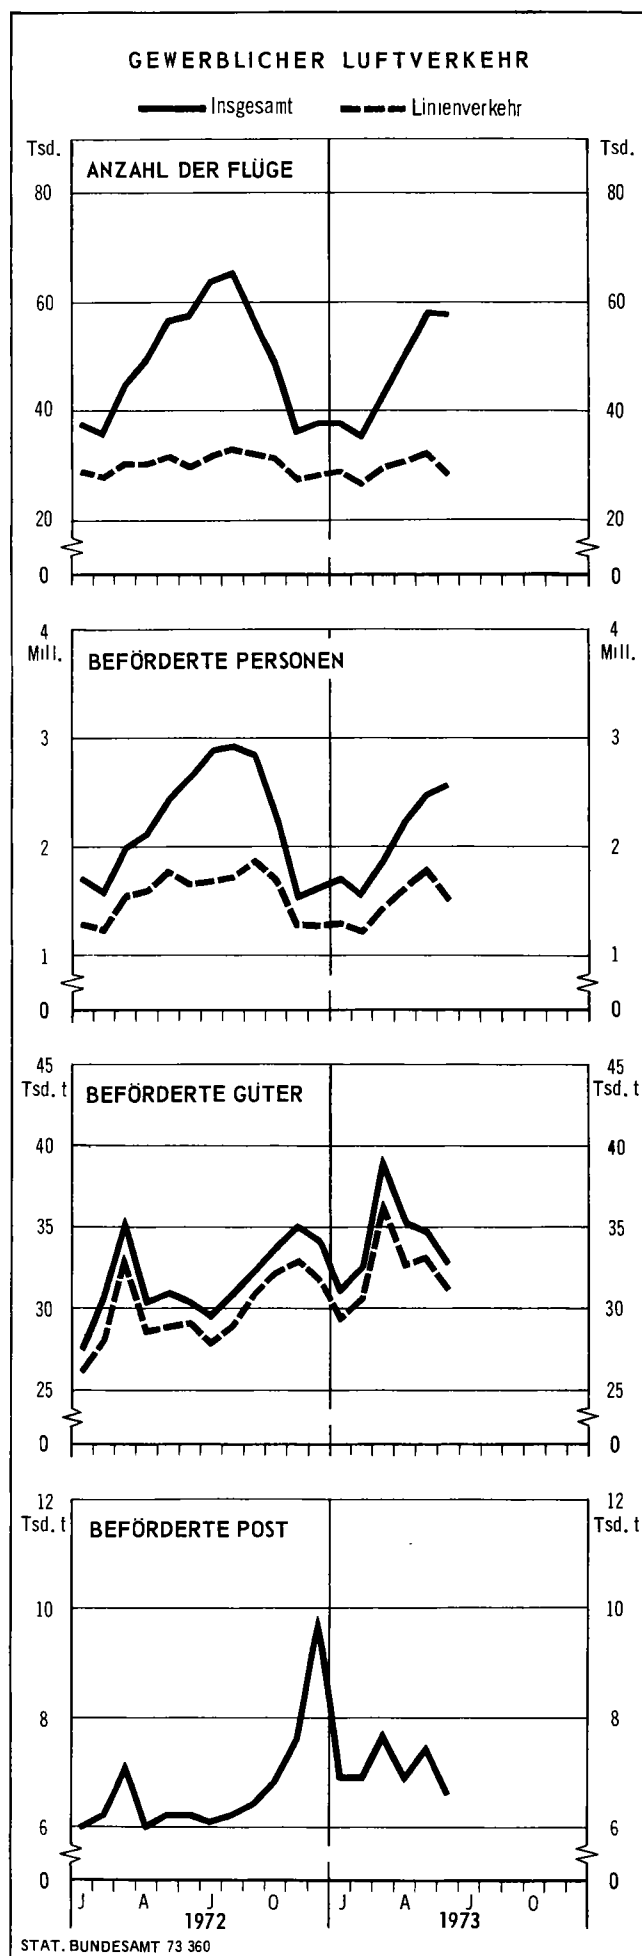 GEWERBLICHER LUFTVERKEHR
Insgesamt Linienverkehr
Tsd. Tsd.
ANZAHL DER FLÜGE
80 80
60 60
40 40
20 20
0 0
4 4
Mill. Mill.
BEFÖRDERTE PERSONEN
3 3
2 2
1 1
0 0
45 45
Tsd. t Tsd. t
BEFÖRDERTE GÜTER
40 40
35 35
30 30
25 25
0 0
12 12
Tsd. t Tsd. t
BEFÖRDERTE POST
10 10
8 8
6 6
0 0
J A J O J A J O
1972 1973
STAT. BUNDESAMT 73 360